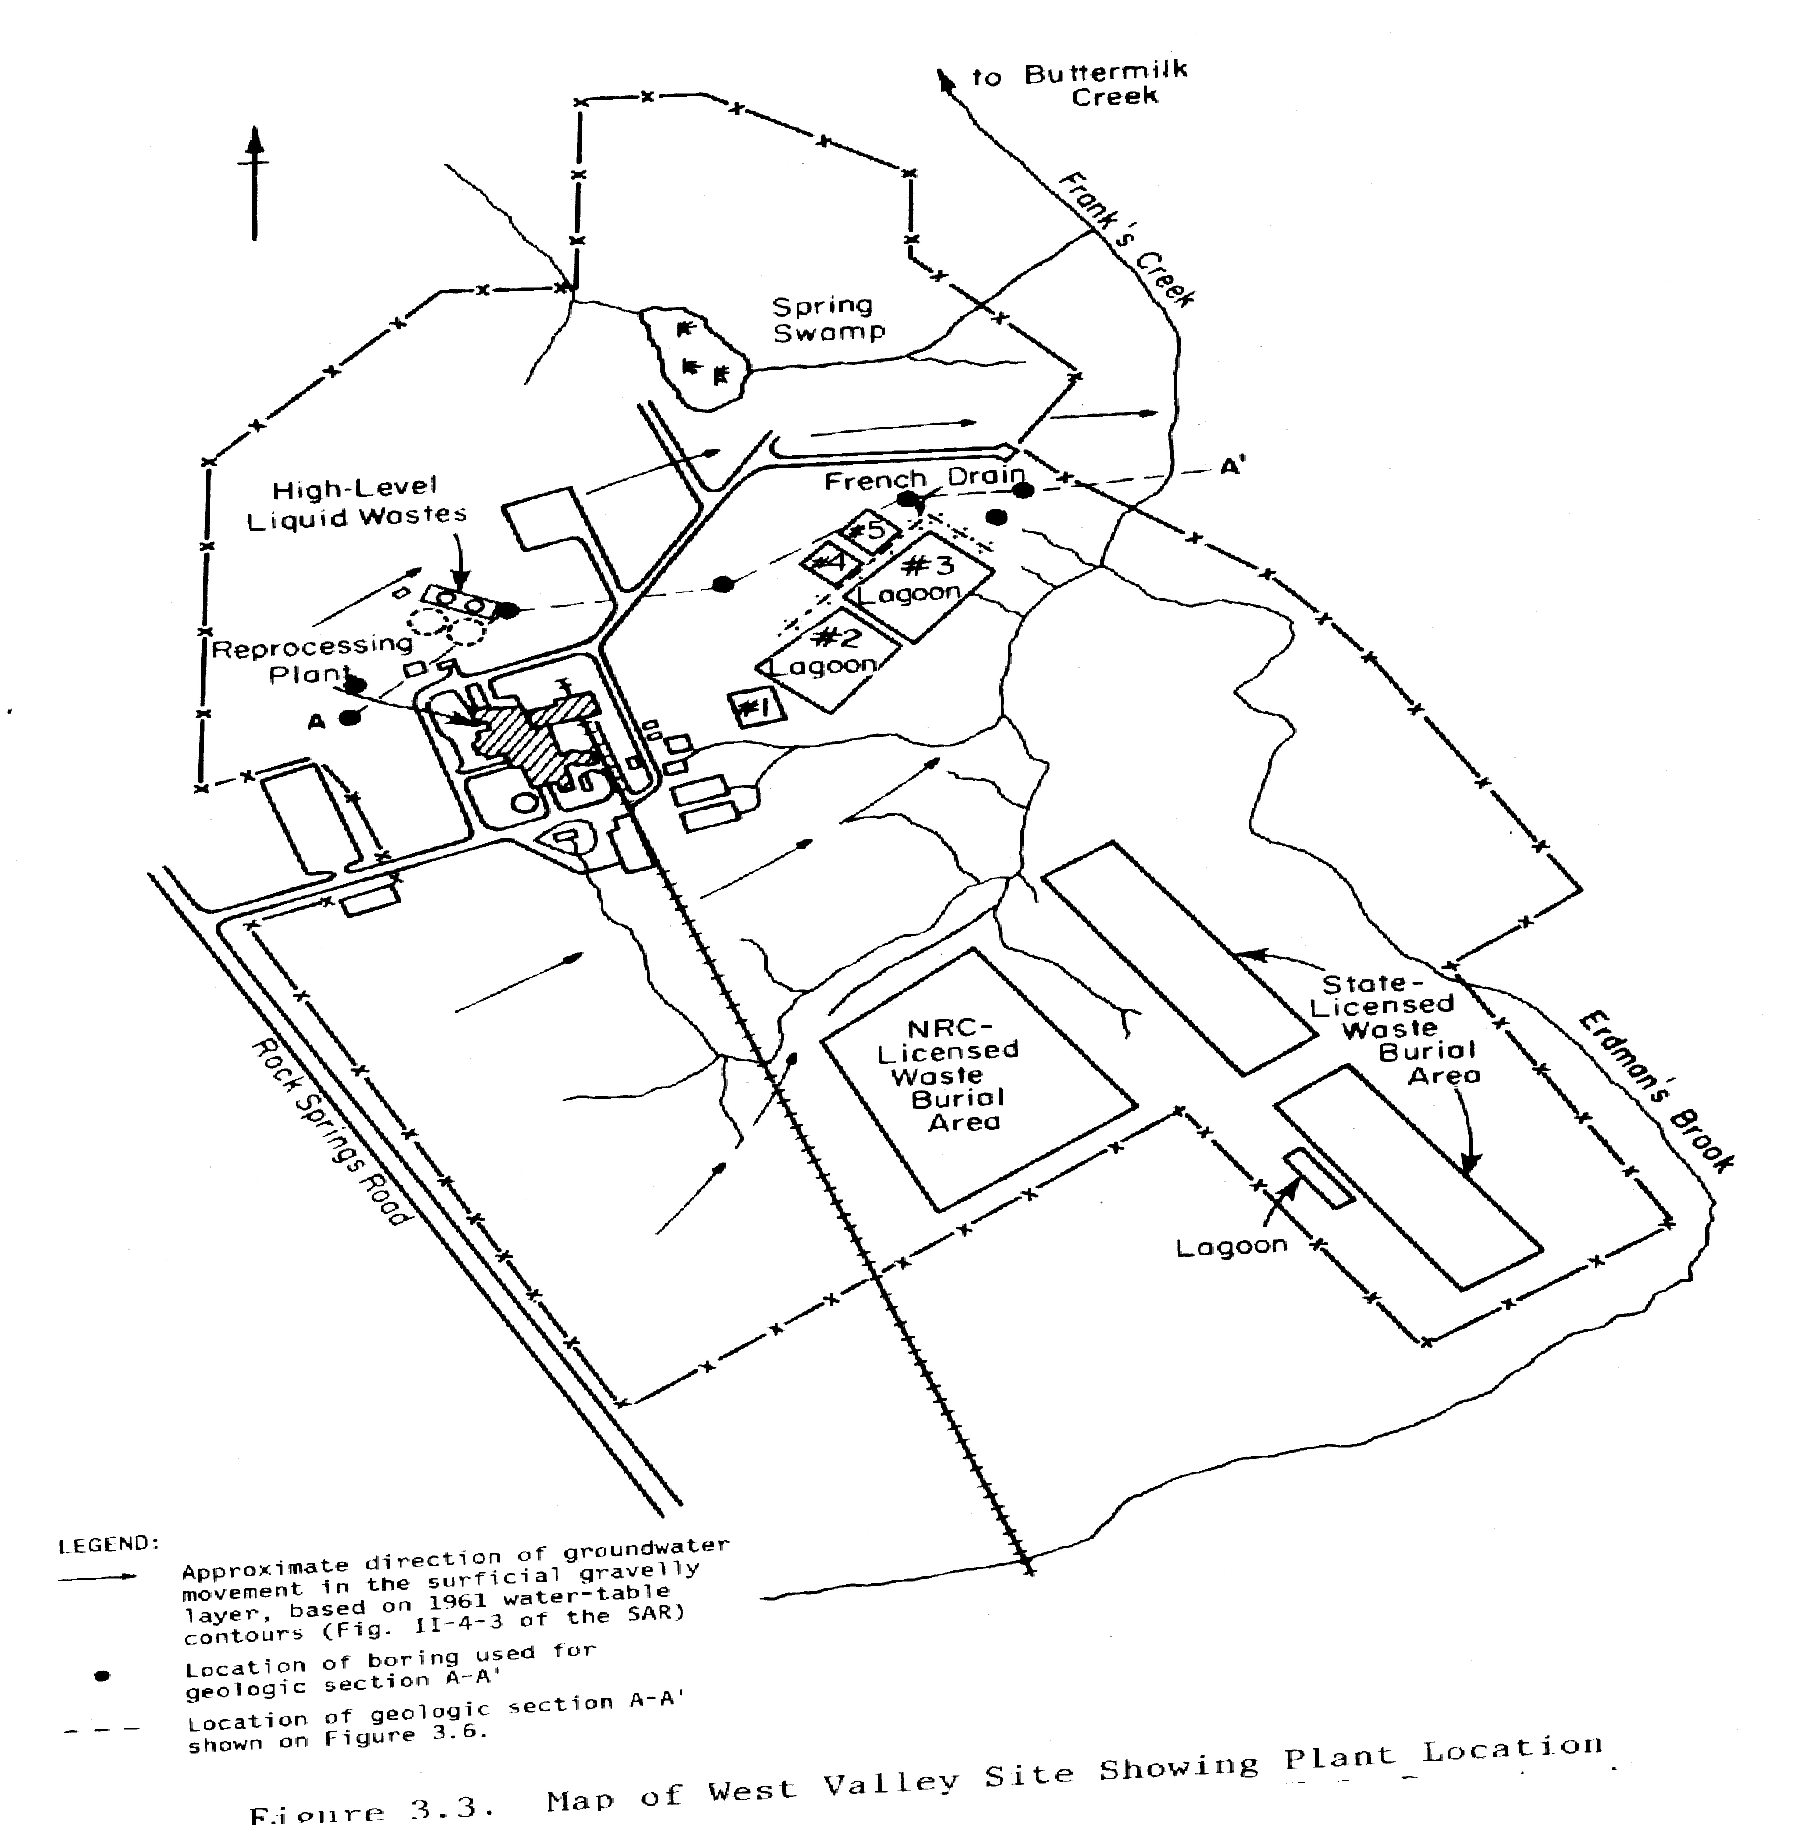 to Buttermilk
Creek
Frank's Creek
Spring
Swamp
French Drain
A'
High-Level
Liquid Wastes
#5
#4
#3
Lagoon
#2
Lagoon
#1
Reprocessing
Plant
A
State-
Licensed
Waste
Burial
Area
NRC-
Licensed
Waste
Burial
Area
Erdman's Brook
Rock Springs Road
Lagoon
LEGEND:
Approximate direction of groundwater
movement in the surficial gravelly
layer, based on 1961 water-table
contours (Fig. II-4-3 of the SAR)
Location of boring used for
geologic section A-A'
Location of geologic section A-A'
shown on Figure 3.6.
Figure 3.3. Map of West Valley Site Showing Plant Location